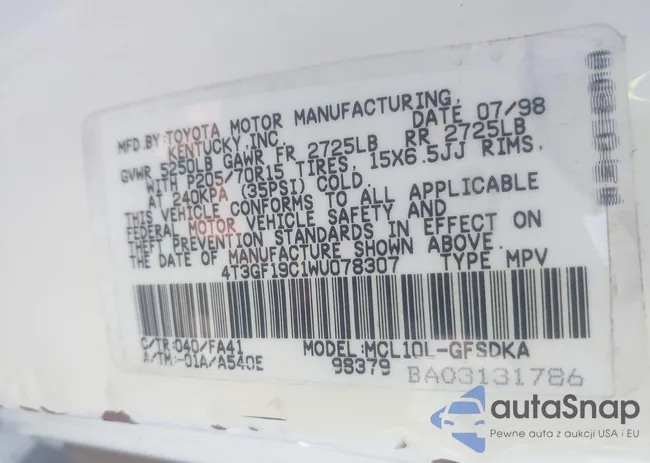 MFD.BY:TOYOTA MOTOR MANUFACTURING,
KENTUCKY,INC. DATE 07/98
GVWR 5250LB GAWR FR 2725LB RR 2725LB
WITH P205/70R15 TIRES, 15X6.5JJ RIMS,
AT 240KPA (35PSI) COLD.
THIS VEHICLE CONFORMS TO ALL APPLICABLE
FEDERAL MOTOR VEHICLE SAFETY AND
THEFT PREVENTION STANDARDS IN EFFECT ON
THE DATE OF MANUFACTURE SHOWN ABOVE.
4T3GF19C1WU078307 TYPE MPV
C/TR:040/FA41 MODEL:MCL10L-GFSDKA
A/TM:-01A/A540E 98379 BA03131786
autaSnap
Pewne auta z aukcji USA i EU